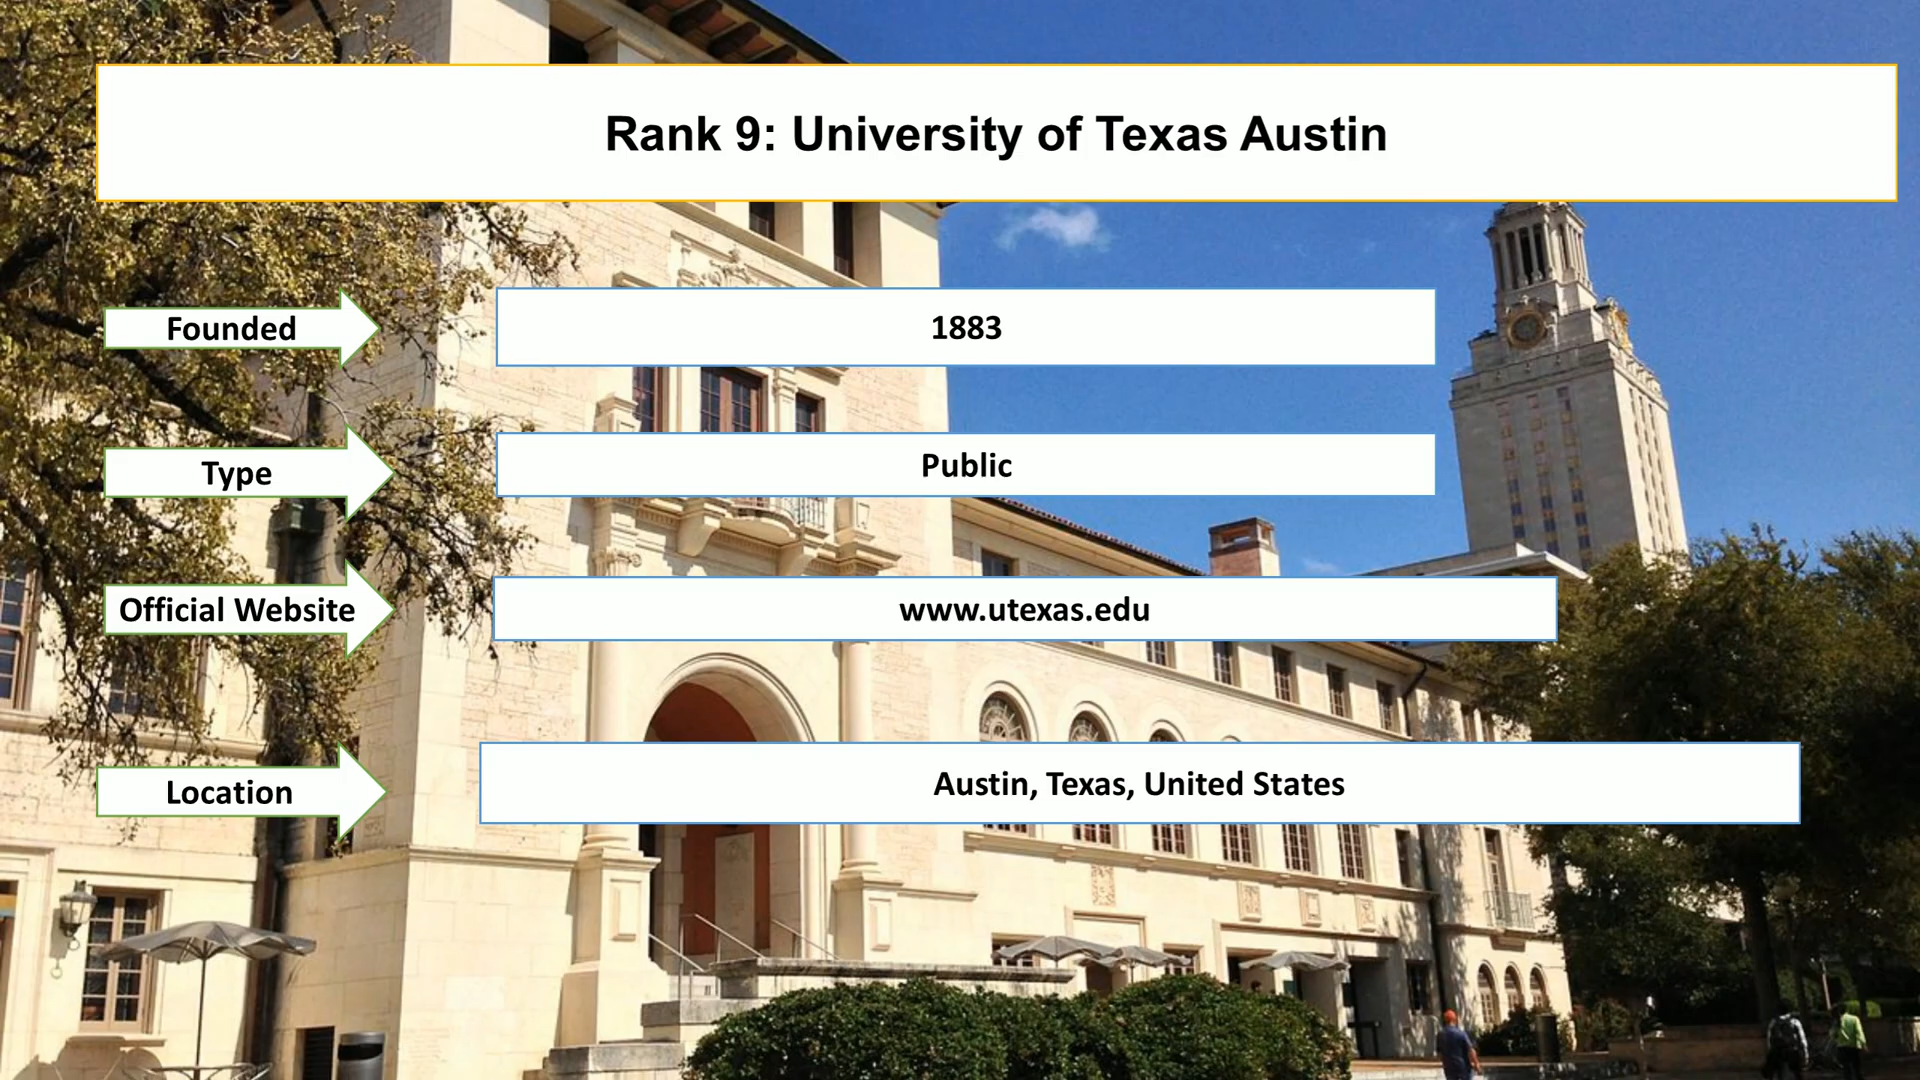 Rank 9: University of Texas Austin
Founded
1883
Type
Public
Official Website
www.utexas.edu
Location
Austin, Texas, United States